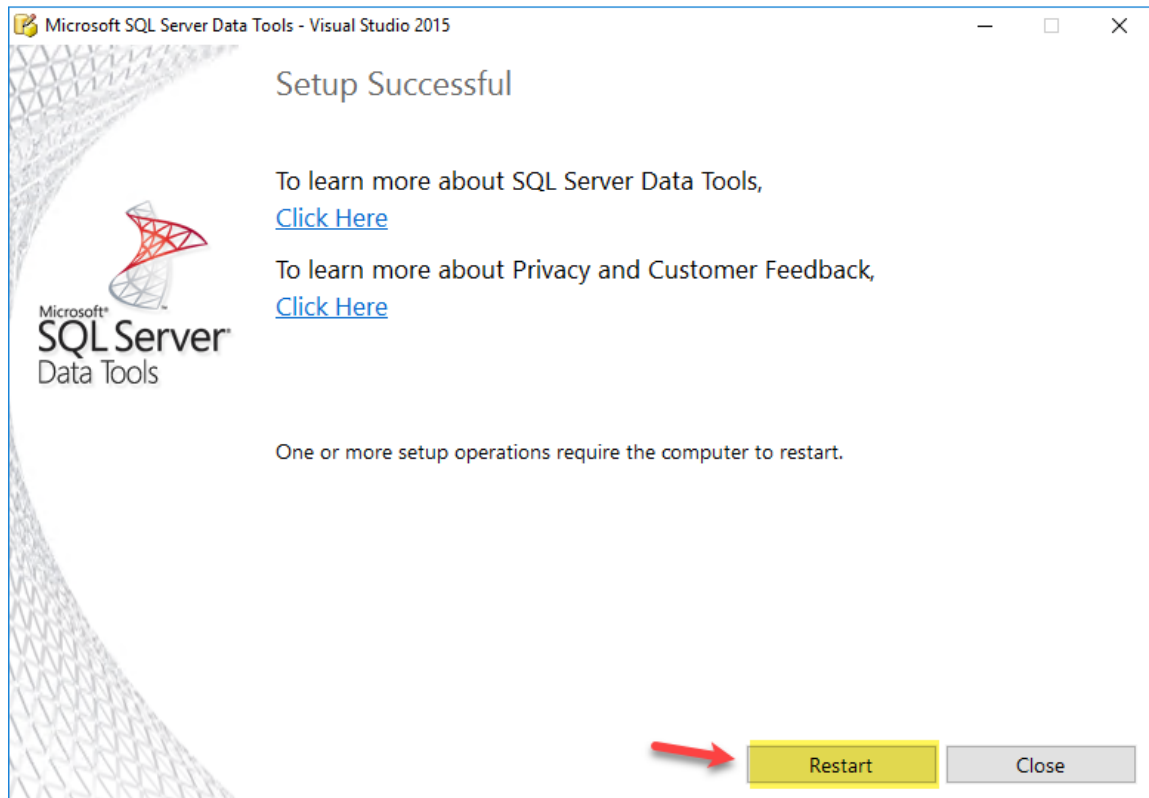 Microsoft SQL Server Data Tools - Visual Studio 2015
Setup Successful
To learn more about SQL Server Data Tools,
Click Here
To learn more about Privacy and Customer Feedback,
Click Here
Microsoft®
SQL Server®
Data Tools
One or more setup operations require the computer to restart.
Restart Close